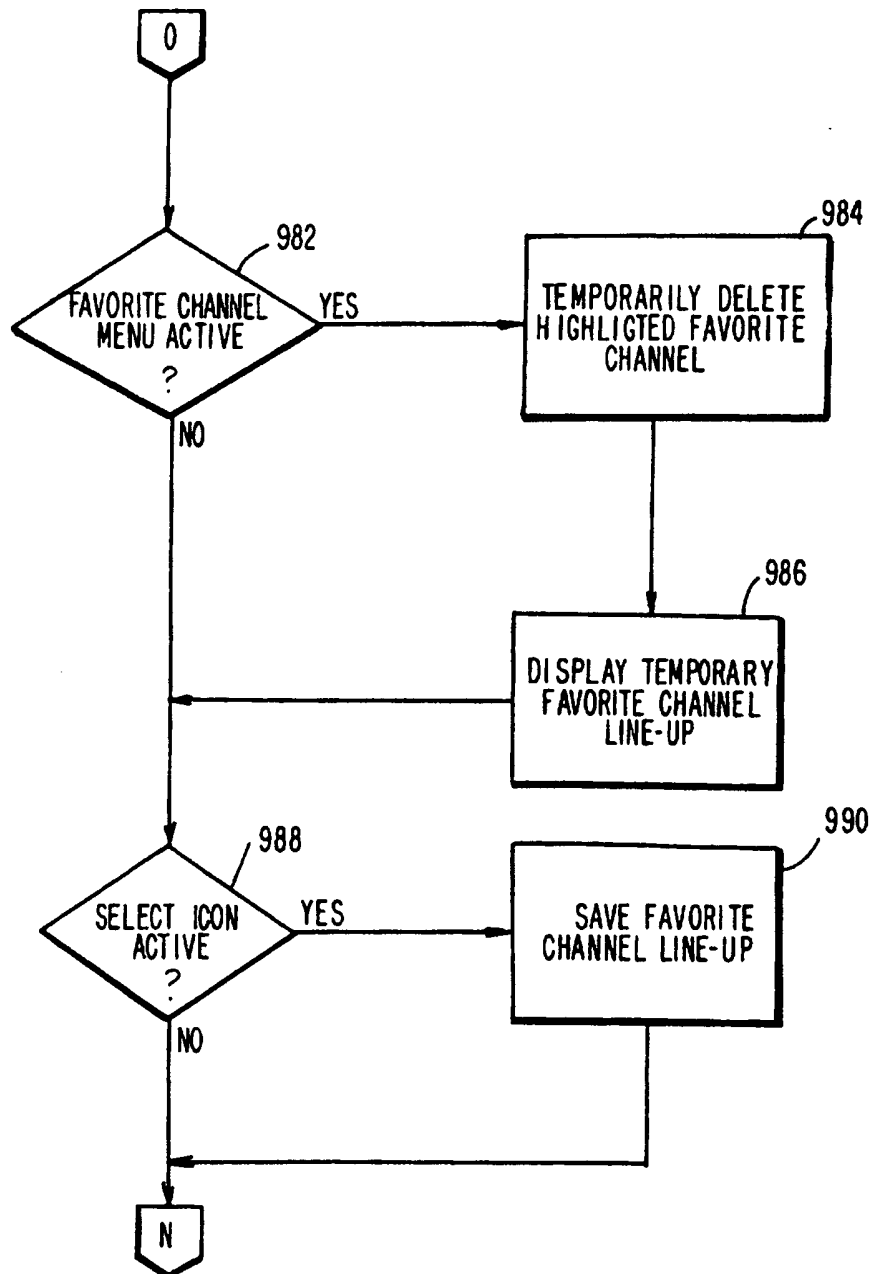 O
982
FAVORITE CHANNEL
MENU ACTIVE
?
YES
NO
984
TEMPORARILY DELETE
HIGHLIGTED FAVORITE
CHANNEL
986
DISPLAY TEMPORARY
FAVORITE CHANNEL
LINE-UP
988
SELECT ICON
ACTIVE
?
YES
NO
990
SAVE FAVORITE
CHANNEL LINE-UP
N